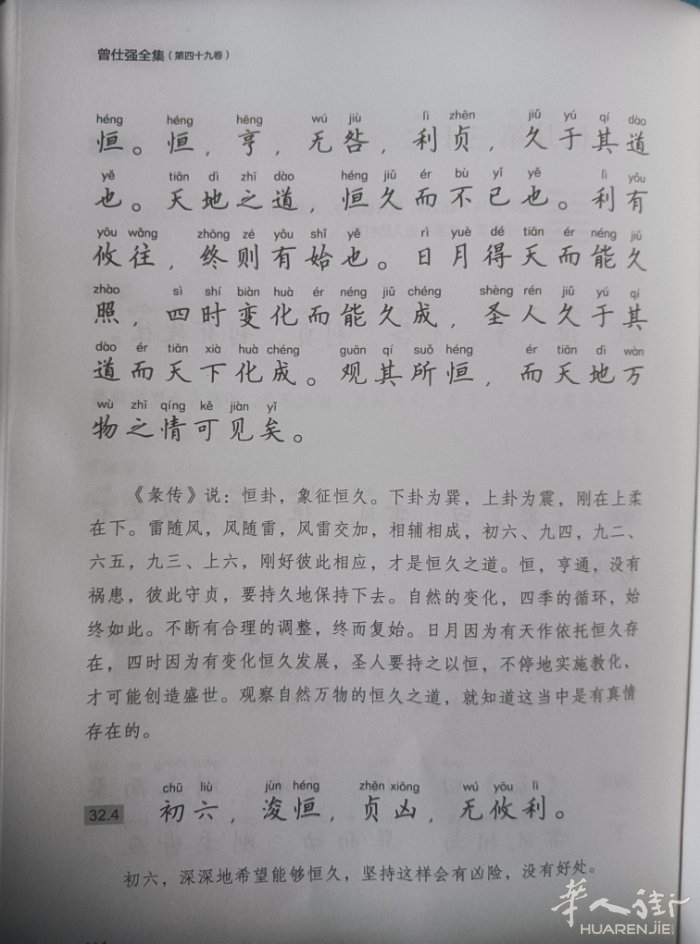 曾仕强全集（第四十九卷）
héng héng hēng wú jiù lì zhēn jiǔ yú qí dào
恒。恒，亨，无咎，利贞，久于其道
yě tiān dì zhī dào héng jiǔ ér bù yǐ yě lì yǒu
也。天地之道，恒久而不已也。利有
yōu wǎng zhōng zé yǒu shǐ yě rì yuè dé tiān ér néng jiǔ
攸往，终则有始也。日月得天而能久
zhào sì shí biàn huà ér néng jiǔ chéng shèng rén jiǔ yú qí
照，四时变化而能久成，圣人久于其
dào ér tiān xià huà chéng guān qí suǒ héng ér tiān dì wàn
道而天下化成。观其所恒，而天地万
wù zhī qíng kě jiàn yǐ
物之情可见矣。
《彖传》说：恒卦，象征恒久。下卦为巽，上卦为震，刚在上柔
在下。雷随风，风随雷，风雷交加，相辅相成，初六、九四，九二、
六五，九三、上六，刚好彼此相应，才是恒久之道。恒，亨通，没有
祸患，彼此守贞，要持久地保持下去。自然的变化，四季的循环，始
终如此。不断有合理的调整，终而复始。日月因为有天作依托恒久存
在，四时因为有变化恒久发展，圣人要持之以恒，不停地实施教化，
才可能创造盛世。观察自然万物的恒久之道，就知道这当中是有真情
存在的。
chū liù jùn héng zhēn xiōng wú yōu lì
32.4 初六，浚恒，贞凶，无攸利。
初六，深深地希望能够恒久，坚持这样会有凶险，没有好处。
华人街
HUARENJIE.